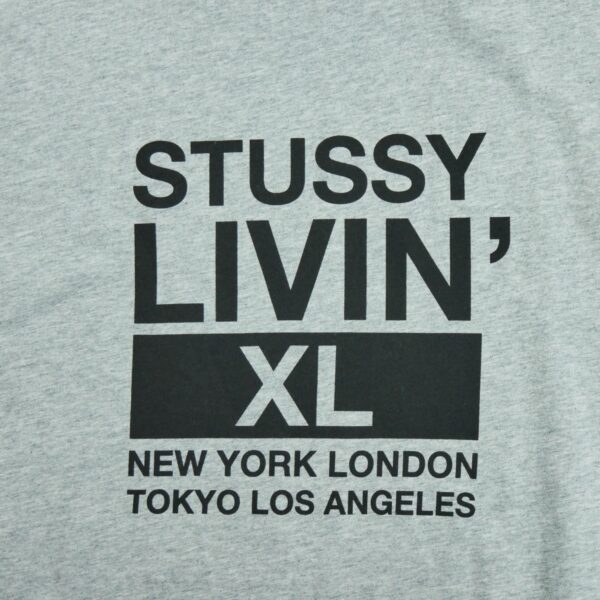 STUSSY
LIVIN’
XL
NEW YORK LONDON
TOKYO LOS ANGELES